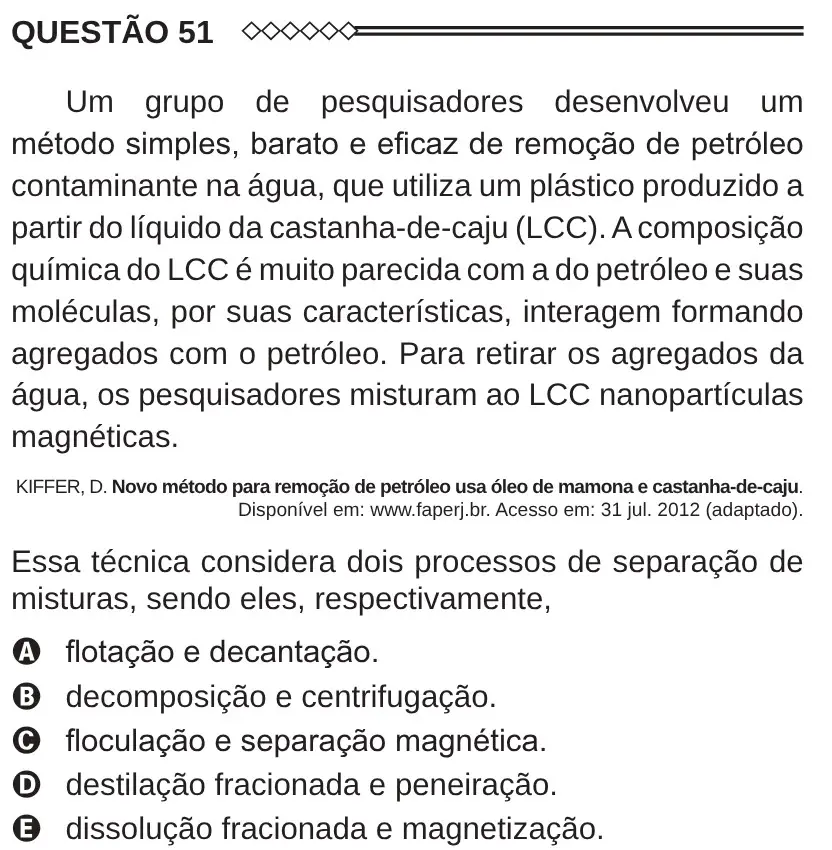 QUESTÃO 51
Um grupo de pesquisadores desenvolveu um
método simples, barato e eficaz de remoção de petróleo
contaminante na água, que utiliza um plástico produzido a
partir do líquido da castanha-de-caju (LCC). A composição
química do LCC é muito parecida com a do petróleo e suas
moléculas, por suas características, interagem formando
agregados com o petróleo. Para retirar os agregados da
água, os pesquisadores misturam ao LCC nanopartículas
magnéticas.
KIFFER, D. Novo método para remoção de petróleo usa óleo de mamona e castanha-de-caju.
Disponível em: www.faperj.br. Acesso em: 31 jul. 2012 (adaptado).
Essa técnica considera dois processos de separação de
misturas, sendo eles, respectivamente,
A flotação e decantação.
B decomposição e centrifugação.
C floculação e separação magnética.
D destilação fracionada e peneiração.
E dissolução fracionada e magnetização.